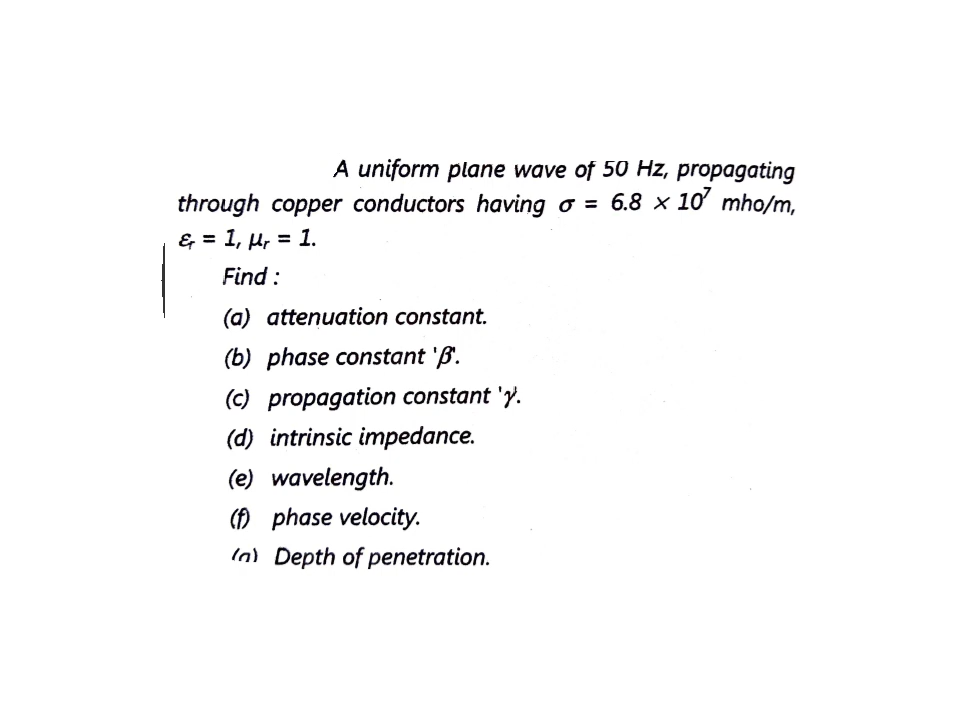 A uniform plane wave of 50 Hz, propagating
through copper conductors having σ = 6.8 × 10⁷ mho/m,
εᵣ = 1, μᵣ = 1.
Find :
(a) attenuation constant.
(b) phase constant 'β'.
(c) propagation constant 'γ'.
(d) intrinsic impedance.
(e) wavelength.
(f) phase velocity.
(g) Depth of penetration.